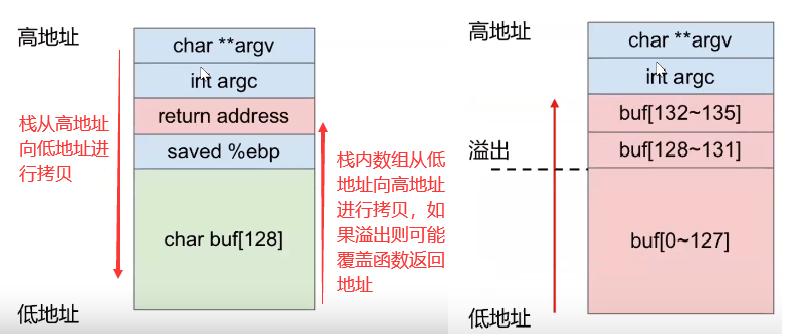 高地址
char **argv
int argc
return address
saved %ebp
char buf[128]
栈从高地址
向低地址进
行拷贝
栈内数组从低
地址向高地址
进行拷贝，如
果溢出则可能
覆盖函数返回
地址
低地址
高地址
char **argv
int argc
buf[132~135]
溢出
buf[128~131]
buf[0~127]
低地址